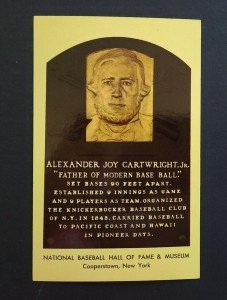 ALEXANDER JOY CARTWRIGHT, Jr.
"FATHER OF MODERN BASE BALL."
SET BASES 90 FEET APART.
ESTABLISHED 9 INNINGS AS GAME
AND 9 PLAYERS AS TEAM. ORGANIZED
THE KNICKERBOCKER BASEBALL CLUB
OF N.Y. IN 1845. CARRIED BASEBALL
TO PACIFIC COAST AND HAWAII
IN PIONEER DAYS.
NATIONAL BASEBALL HALL OF FAME & MUSEUM
Cooperstown, New York